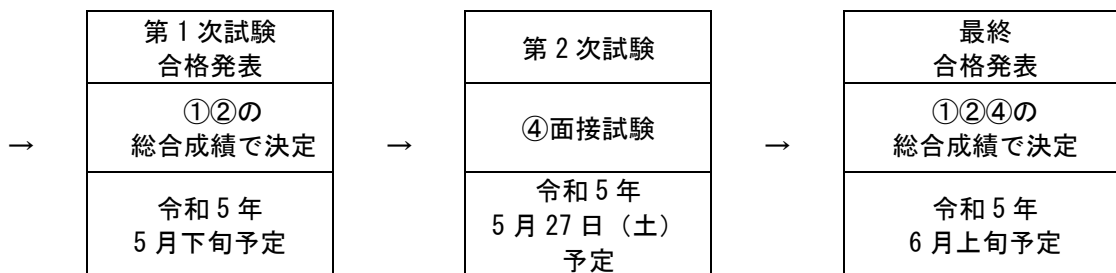 →
第1次試験
合格発表
①②の
総合成績で決定
令和5年
5月下旬予定
→
第2次試験
④面接試験
令和5年
5月27日（土）
予定
→
最終
合格発表
①②④の
総合成績で決定
令和5年
6月上旬予定